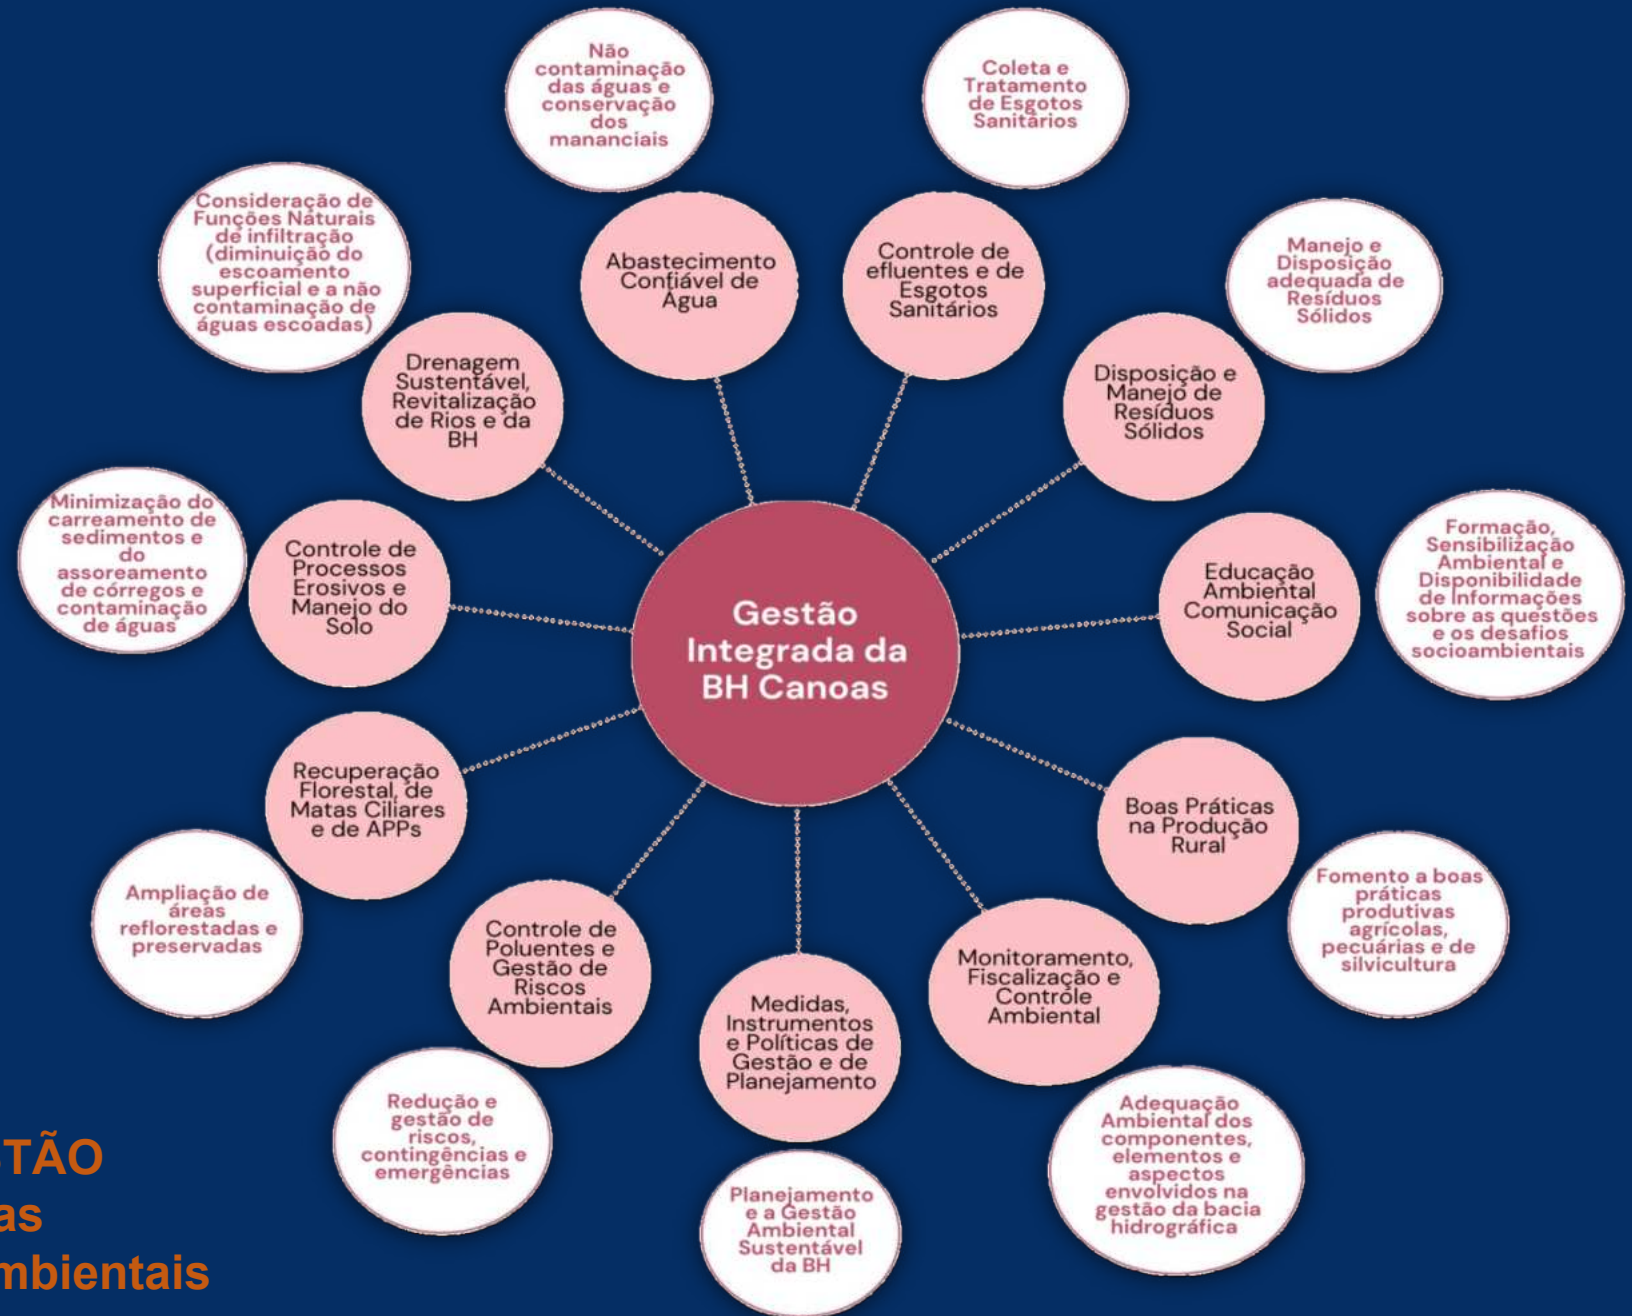 Não
contaminação
das águas e
conservação
dos
mananciais
Coleta e
Tratamento
de Esgotos
Sanitários
Consideração de
Funções Naturais
de infiltração
(diminuição do
escoamento
superficial e a não
contaminação de
águas escoadas)
Abastecimento
Confiável de
Água
Controle de
efluentes e de
Esgotos
Sanitários
Manejo e
Disposição
adequada de
Resíduos
Sólidos
Drenagem
Sustentável,
Revitalização
de Rios e da
BH
Disposição e
Manejo de
Resíduos
Sólidos
Minimização do
carreamento de
sedimentos e
do
assoreamento
de córregos e
contaminação
de águas
Controle de
Processos
Erosivos e
Manejo do
Solo
Gestão
Integrada da
BH Canoas
Educação
Ambiental
Comunicação
Social
Formação,
Sensibilização
Ambiental e
Disponibilidade
de Informações
sobre as questões
e os desafios
socioambientais
Recuperação
Florestal, de
Matas Ciliares
e de APPs
Boas Práticas
na Produção
Rural
Ampliação de
áreas
reflorestadas e
preservadas
Controle de
Poluentes e
Gestão de
Riscos
Ambientais
Medidas,
Instrumentos
e Políticas de
Gestão e de
Planejamento
Monitoramento,
Fiscalização e
Controle
Ambiental
Fomento a boas
práticas
produtivas
agrícolas,
pecuárias e de
silvicultura
Redução e
gestão de
riscos,
contingências e
emergências
Planejamento
e a Gestão
Ambiental
Sustentável
da BH
Adequação
Ambiental dos
componentes,
elementos e
aspectos
envolvidos na
gestão da bacia
hidrográfica
STÃO
as
mbientais